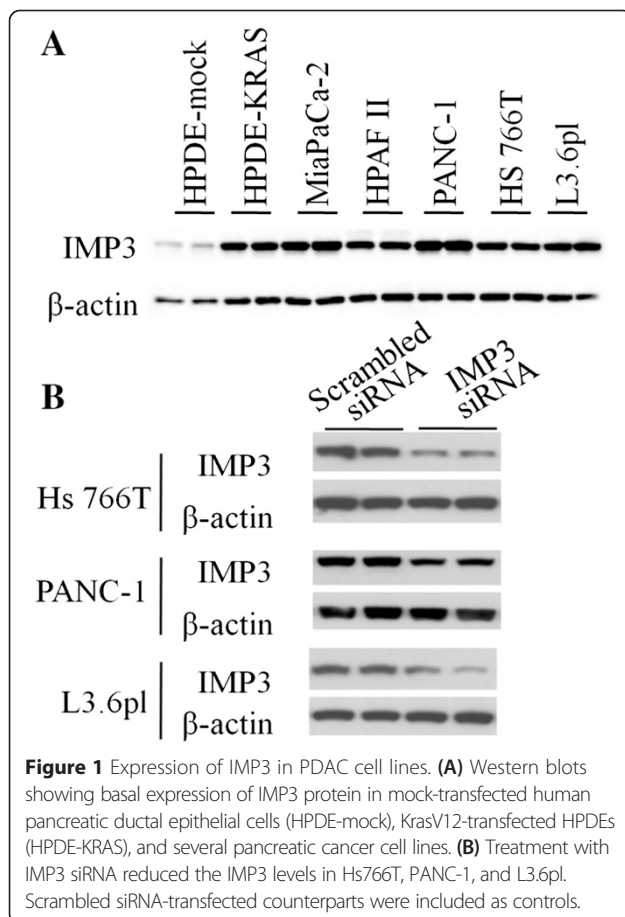 A
HPDE-mock
HPDE-KRAS
MiaPaCa-2
HPAF II
PANC-1
HS 766T
L3.6pl
IMP3
β-actin
B
Scrambled
siRNA
IMP3
siRNA
Hs 766T
IMP3
β-actin
PANC-1
IMP3
β-actin
L3.6pl
IMP3
β-actin
Figure 1 Expression of IMP3 in PDAC cell lines. (A) Western blots
showing basal expression of IMP3 protein in mock-transfected human
pancreatic ductal epithelial cells (HPDE-mock), KrasV12-transfected HPDEs
(HPDE-KRAS), and several pancreatic cancer cell lines. (B) Treatment with
IMP3 siRNA reduced the IMP3 levels in Hs766T, PANC-1, and L3.6pl.
Scrambled siRNA-transfected counterparts were included as controls.